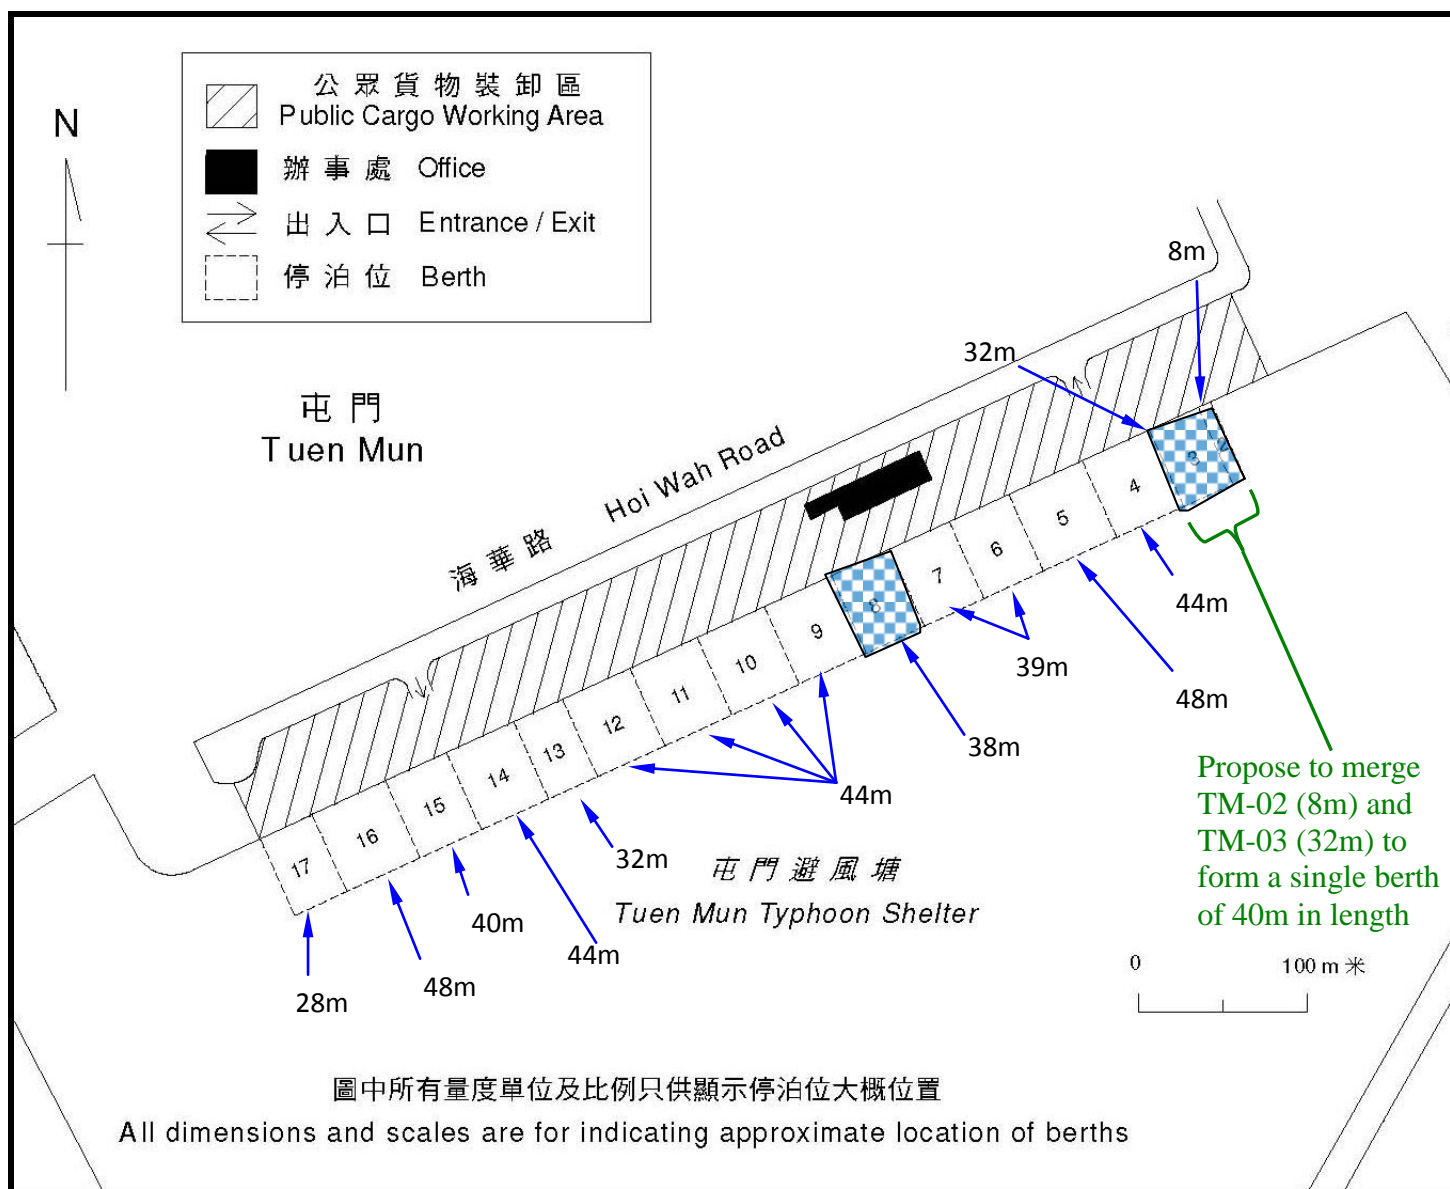 公眾貨物裝卸區
Public Cargo Working Area
N
辦事處 Office
出入口 Entrance / Exit
停泊位 Berth
8m
32m
屯門
Tuen Mun
海華路 Hoi Wah Road
2
3
4
5
6
7
8
9
10
11
12
13
14
15
16
17
44m
48m
39m
38m
44m
32m
44m
40m
48m
28m
Propose to merge
TM-02 (8m) and
TM-03 (32m) to
form a single berth
of 40m in length
屯門避風塘
Tuen Mun Typhoon Shelter
0 100 m 米
圖中所有量度單位及比例只供顯示停泊位大概位置
All dimensions and scales are for indicating approximate location of berths